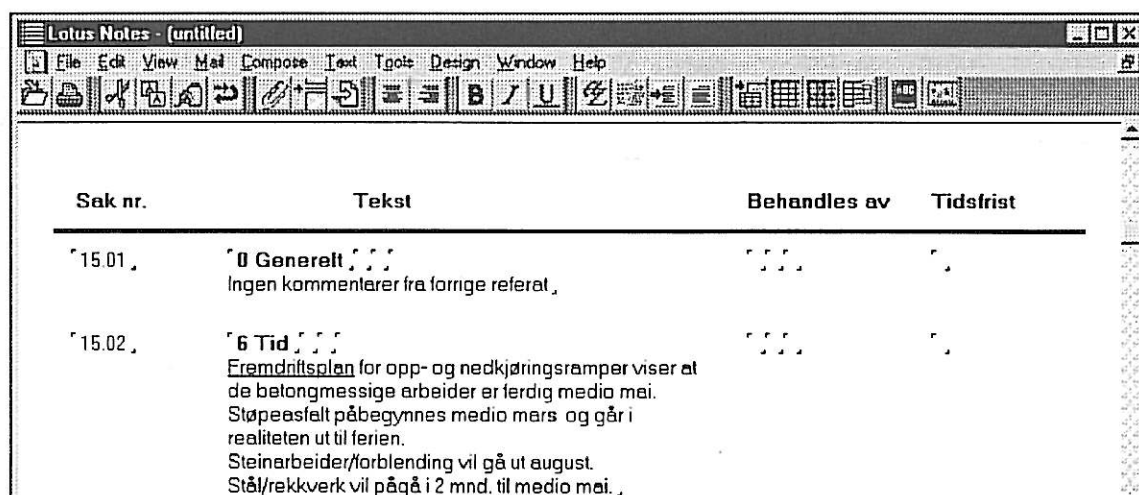 Lotus Notes - (untitled)
File Edit View Mail Compose Text Tools Design Window Help
B I U
Sak nr. Tekst Behandles av Tidsfrist
15.01 0 Generelt
Ingen kommentarer fra forrige referat
15.02 6 Tid
Fremdriftsplan for opp- og nedkjøringsramper viser at
de betongmessige arbeider er ferdig medio mai.
Støpeasfalt påbegynnes medio mars og går i
realiteten ut til ferien.
Steinarbeider/forblending vil gå ut august.
Stål/rekkverk vil pågå i 2 mnd. til medio mai.